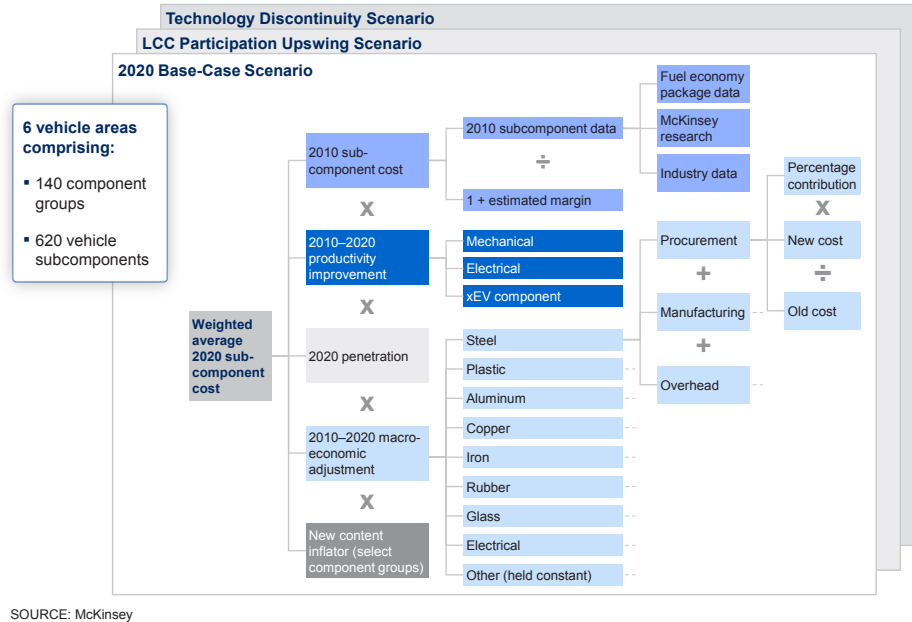 Technology Discontinuity Scenario
LCC Participation Upswing Scenario
2020 Base-Case Scenario
6 vehicle areas
comprising:
▪ 140 component
groups
▪ 620 vehicle
subcomponents
Weighted
average
2020 sub-
component
cost
2010 sub-
component cost
X
2010–2020
productivity
improvement
X
2020 penetration
X
2010–2020 macro-
economic
adjustment
X
New content
inflator (select
component groups)
2010 subcomponent data
÷
1 + estimated margin
Mechanical
Electrical
xEV component
Steel
Plastic
Aluminum
Copper
Iron
Rubber
Glass
Electrical
Other (held constant)
Fuel economy
package data
McKinsey
research
Industry data
Procurement
+
Manufacturing
+
Overhead
Percentage
contribution
X
New cost
÷
Old cost
SOURCE: McKinsey